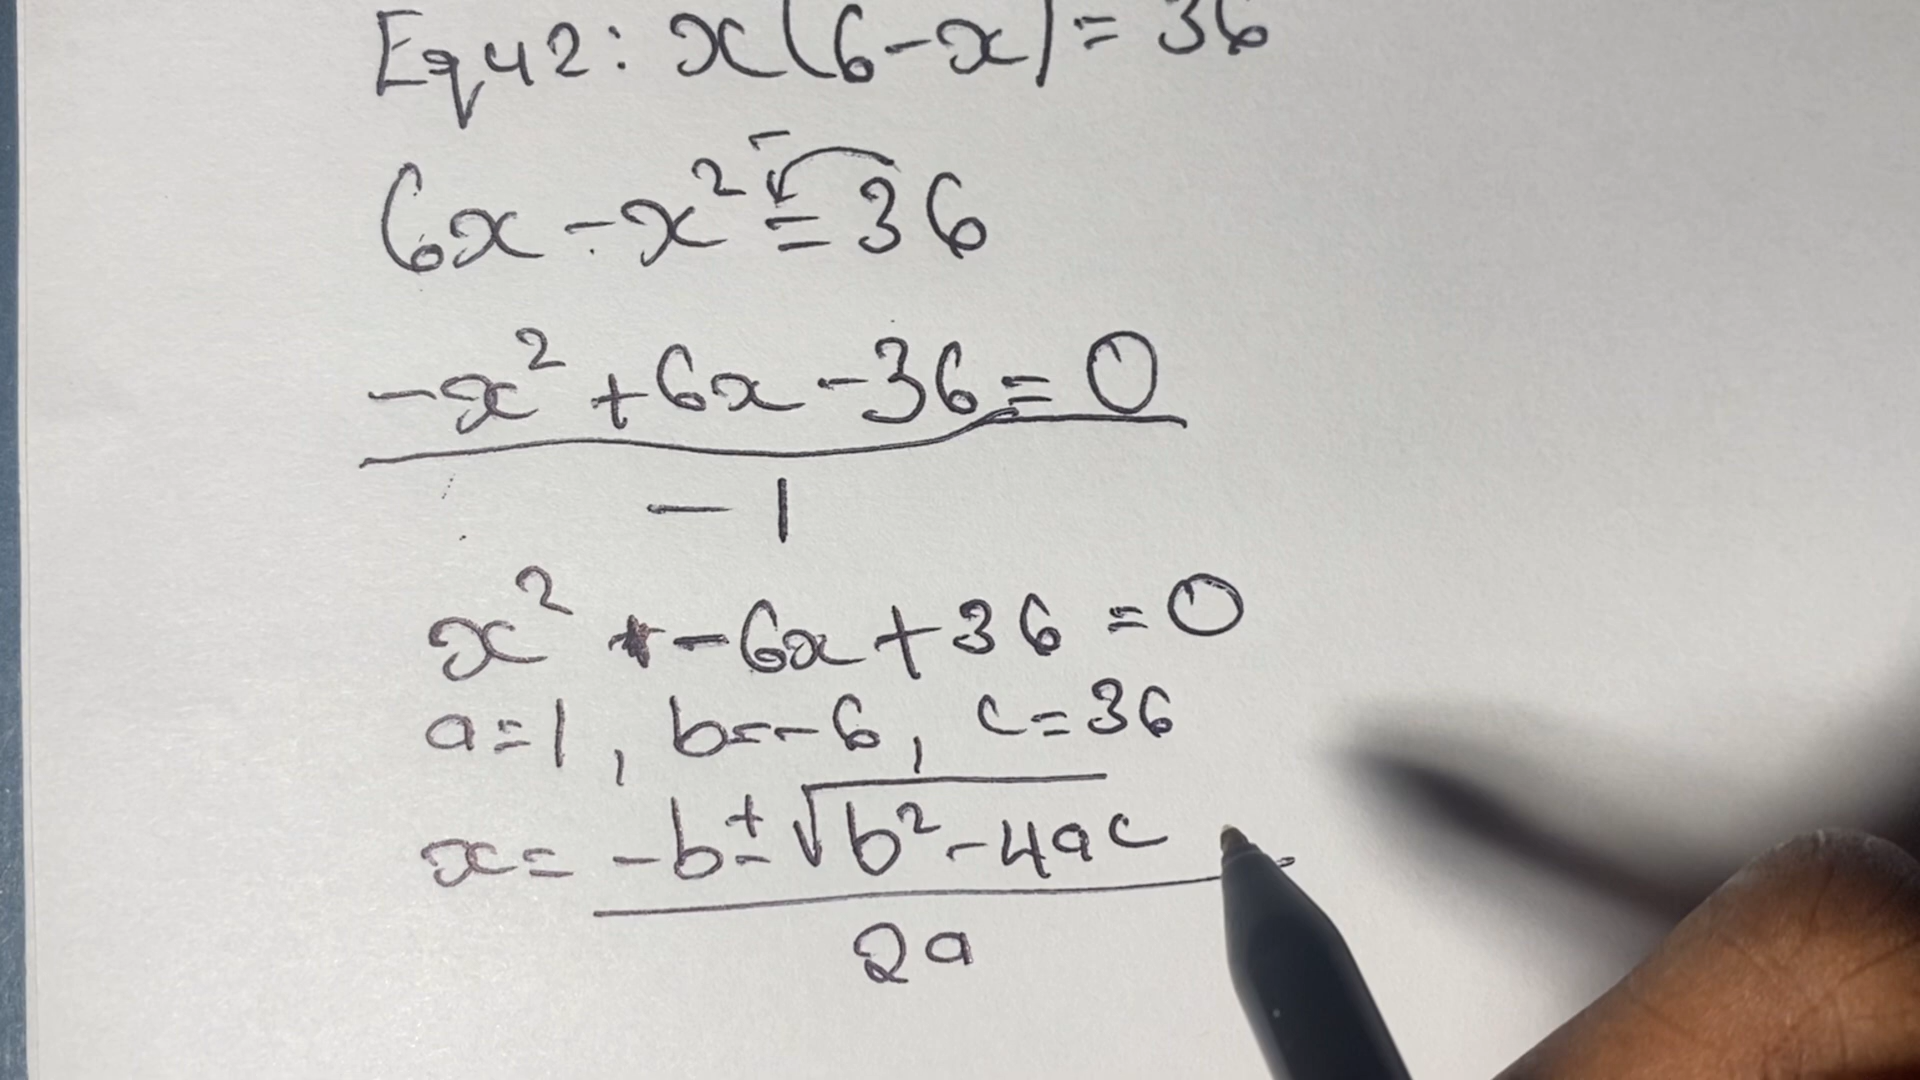 Equ2: x(6-x) = 36
6x - x² = 36
-
-x² + 6x - 36 = 0
-1
x² - 6x + 36 = 0
a=1, b=-6, c=36
x = -b ± √b² - 4ac
2a